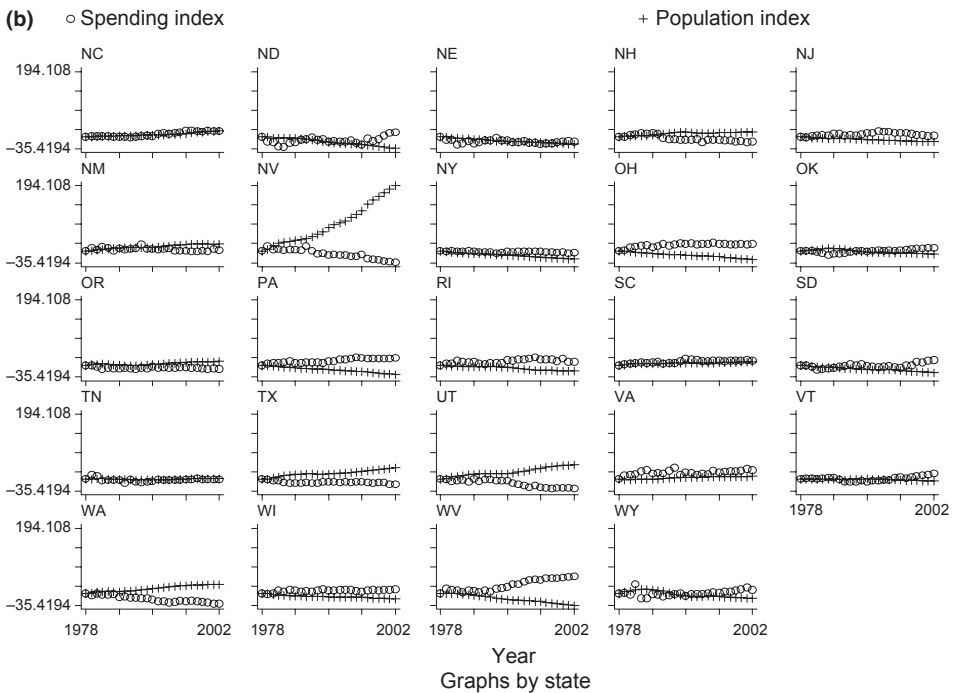 (b) ○ Spending index + Population index
NC ND NE NH NJ
194.108
–35.4194
NM NV NY OH OK
194.108
–35.4194
OR PA RI SC SD
194.108
–35.4194
TN TX UT VA VT
194.108
–35.4194
1978 2002
WA WI WV WY
194.108
–35.4194
1978 2002 1978 2002 1978 2002 1978 2002
Year
Graphs by state